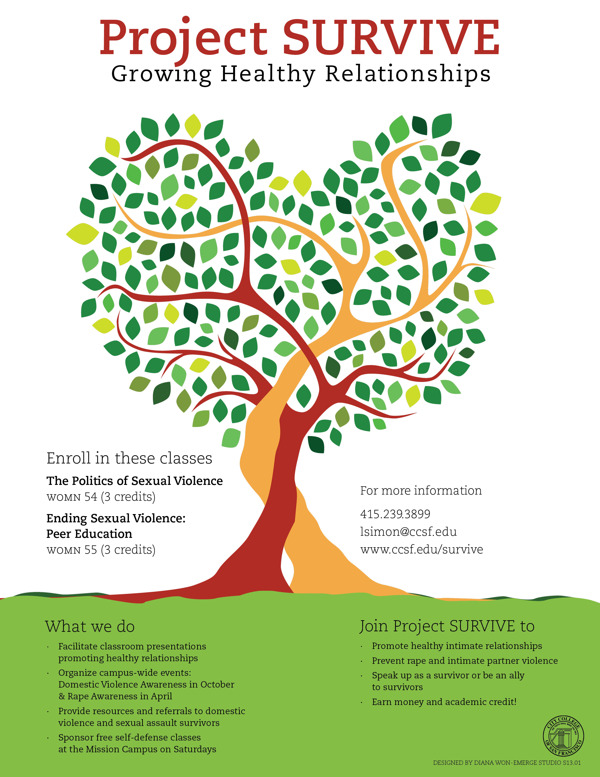 Project SURVIVE
Growing Healthy Relationships
Enroll in these classes
The Politics of Sexual Violence
WOMN 54 (3 credits)
Ending Sexual Violence:
Peer Education
WOMN 55 (3 credits)
For more information
415.239.3899
lsimon@ccsf.edu
www.ccsf.edu/survive
What we do
· Facilitate classroom presentations
promoting healthy relationships
· Organize campus-wide events:
Domestic Violence Awareness in October
& Rape Awareness in April
· Provide resources and referrals to domestic
violence and sexual assault survivors
· Sponsor free self-defense classes
at the Mission Campus on Saturdays
Join Project SURVIVE to
· Promote healthy intimate relationships
· Prevent rape and intimate partner violence
· Speak up as a survivor or be an ally
to survivors
· Earn money and academic credit!
CITY COLLEGE
OF SAN FRANCISCO
DESIGNED BY DIANA WON-EMERGE STUDIO S13.01